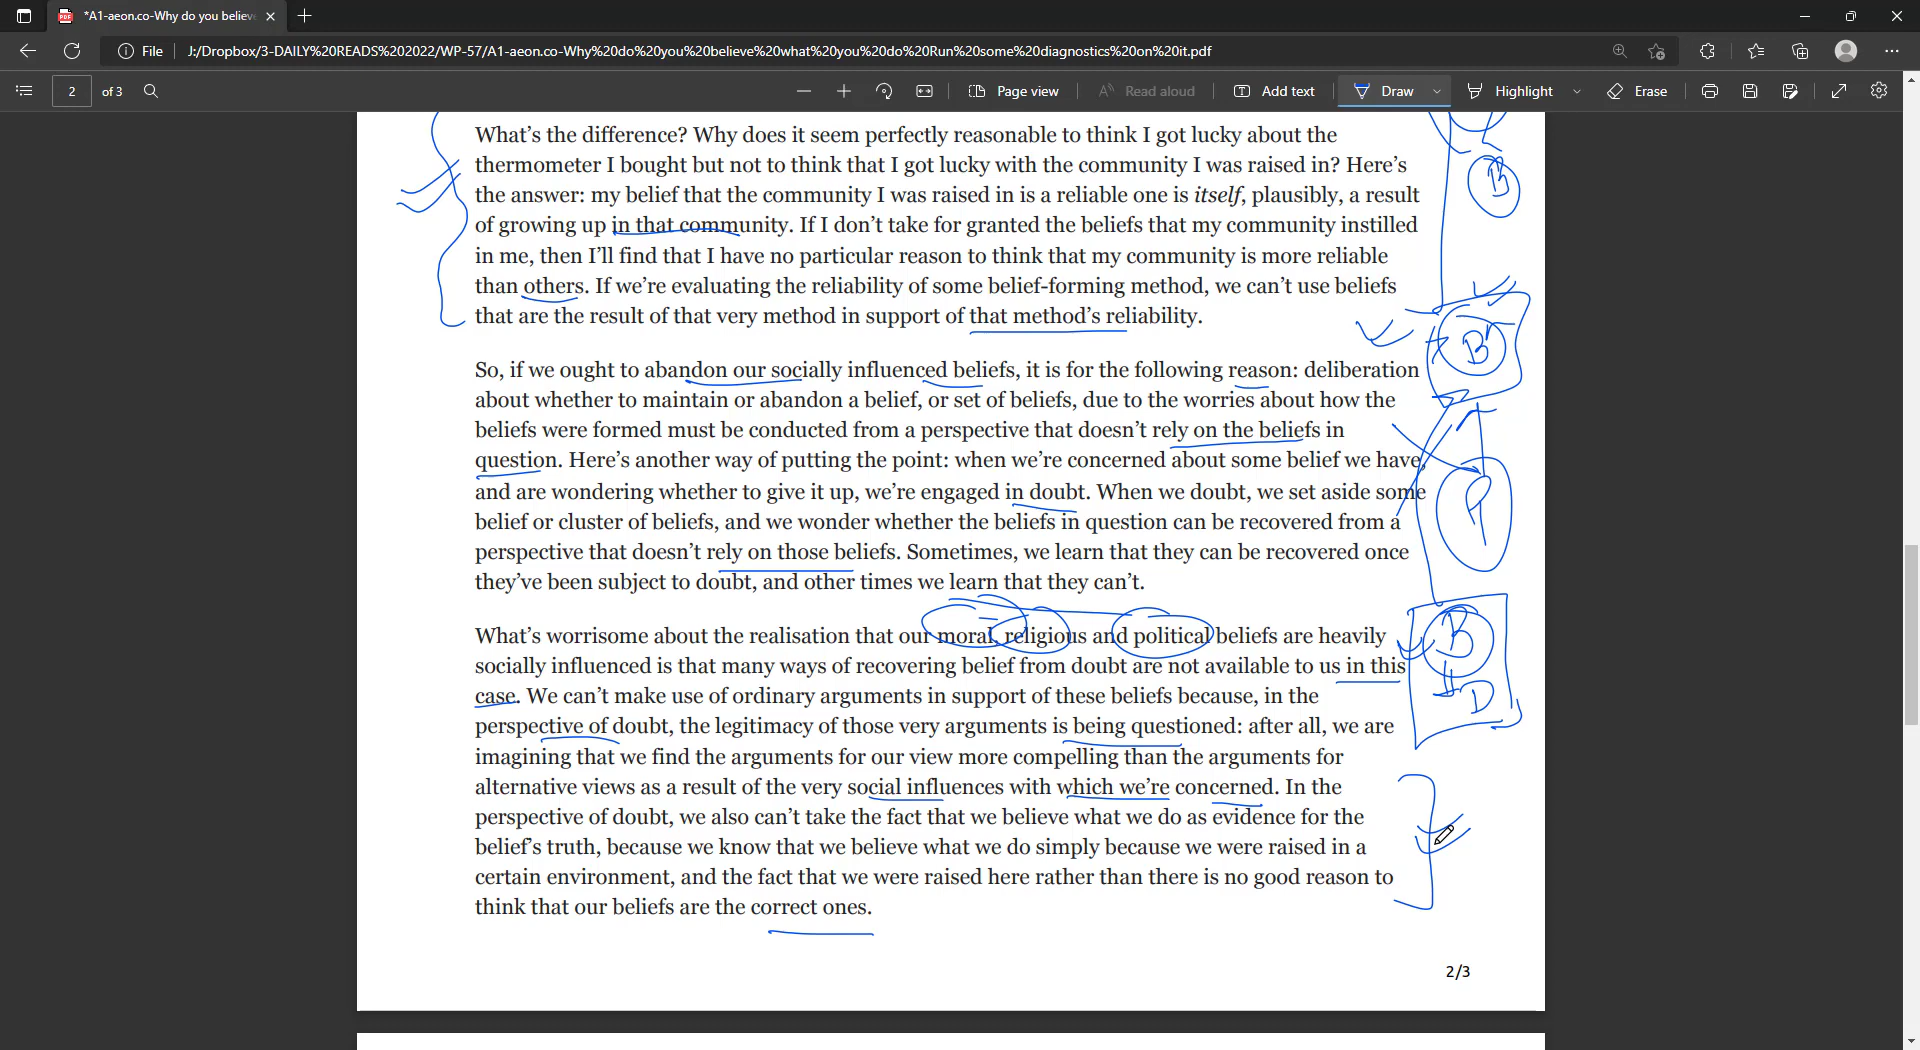 *A1-aeon.co-Why do you believ
File
J:/Dropbox/3-DAILY%20READS%202022/WP-57/A1-aeon.co-Why%20do%20you%20believe%20what%20you%20do%20Run%20some%20diagnostics%20on%20it.pdf
2 of 3
Page view
Read aloud
Add text
Draw
Highlight
Erase
What’s the difference? Why does it seem perfectly reasonable to think I got lucky about the
thermometer I bought but not to think that I got lucky with the community I was raised in? Here’s
the answer: my belief that the community I was raised in is a reliable one is itself, plausibly, a result
of growing up in that community. If I don’t take for granted the beliefs that my community instilled
in me, then I’ll find that I have no particular reason to think that my community is more reliable
than others. If we’re evaluating the reliability of some belief-forming method, we can’t use beliefs
that are the result of that very method in support of that method’s reliability.
B
B
So, if we ought to abandon our socially influenced beliefs, it is for the following reason: deliberation
about whether to maintain or abandon a belief, or set of beliefs, due to the worries about how the
beliefs were formed must be conducted from a perspective that doesn’t rely on the beliefs in
question. Here’s another way of putting the point: when we’re concerned about some belief we have,
and are wondering whether to give it up, we’re engaged in doubt. When we doubt, we set aside some
belief or cluster of beliefs, and we wonder whether the beliefs in question can be recovered from a
perspective that doesn’t rely on those beliefs. Sometimes, we learn that they can be recovered once
they’ve been subject to doubt, and other times we learn that they can’t.
P
What’s worrisome about the realisation that our moral, religious and political beliefs are heavily
socially influenced is that many ways of recovering belief from doubt are not available to us in this
case. We can’t make use of ordinary arguments in support of these beliefs because, in the
perspective of doubt, the legitimacy of those very arguments is being questioned: after all, we are
imagining that we find the arguments for our view more compelling than the arguments for
alternative views as a result of the very social influences with which we’re concerned. In the
perspective of doubt, we also can’t take the fact that we believe what we do as evidence for the
belief’s truth, because we know that we believe what we do simply because we were raised in a
certain environment, and the fact that we were raised here rather than there is no good reason to
think that our beliefs are the correct ones.
B
D
2/3